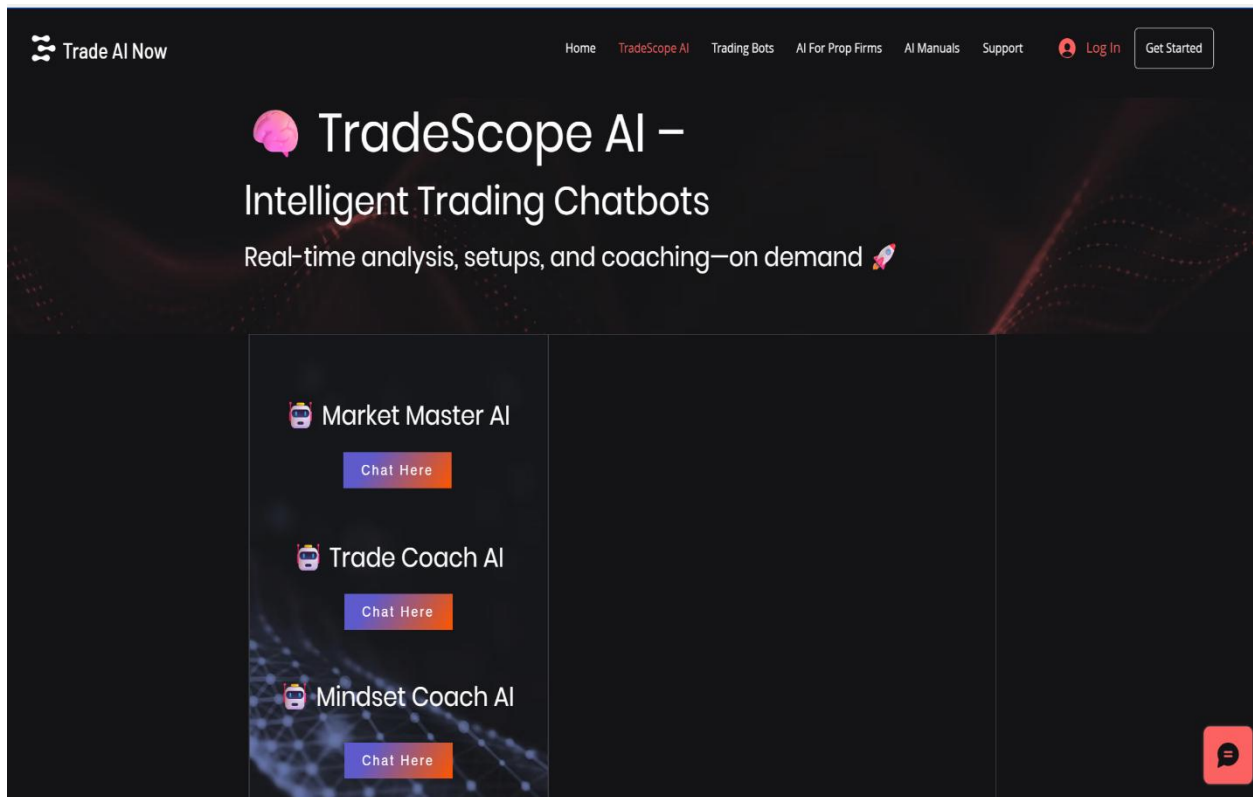 Trade AI Now
Home TradeScope AI Trading Bots AI For Prop Firms AI Manuals Support Log In Get Started
🧠 TradeScope AI –
Intelligent Trading Chatbots
Real-time analysis, setups, and coaching—on demand 🚀
🤖 Market Master AI
Chat Here
🤖 Trade Coach AI
Chat Here
🤖 Mindset Coach AI
Chat Here